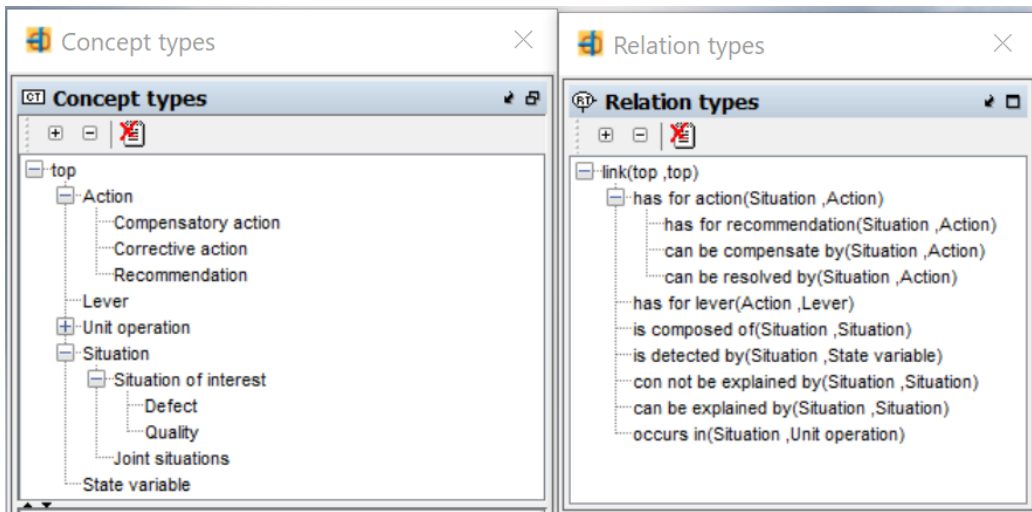 Concept types
Concept types
top
Action
Compensatory action
Corrective action
Recommendation
Lever
Unit operation
Situation
Situation of interest
Defect
Quality
Joint situations
State variable
Relation types
Relation types
link(top ,top)
has for action(Situation ,Action)
has for recommendation(Situation ,Action)
can be compensate by(Situation ,Action)
can be resolved by(Situation ,Action)
has for lever(Action ,Lever)
is composed of(Situation ,Situation)
is detected by(Situation ,State variable)
con not be explained by(Situation ,Situation)
can be explained by(Situation ,Situation)
occurs in(Situation ,Unit operation)